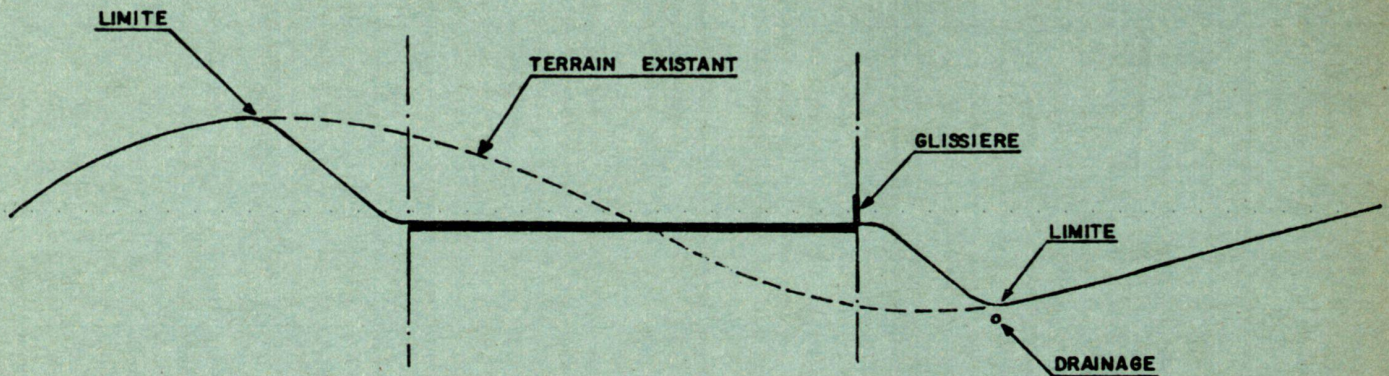 LIMITE
TERRAIN EXISTANT
GLISSIERE
LIMITE
DRAINAGE